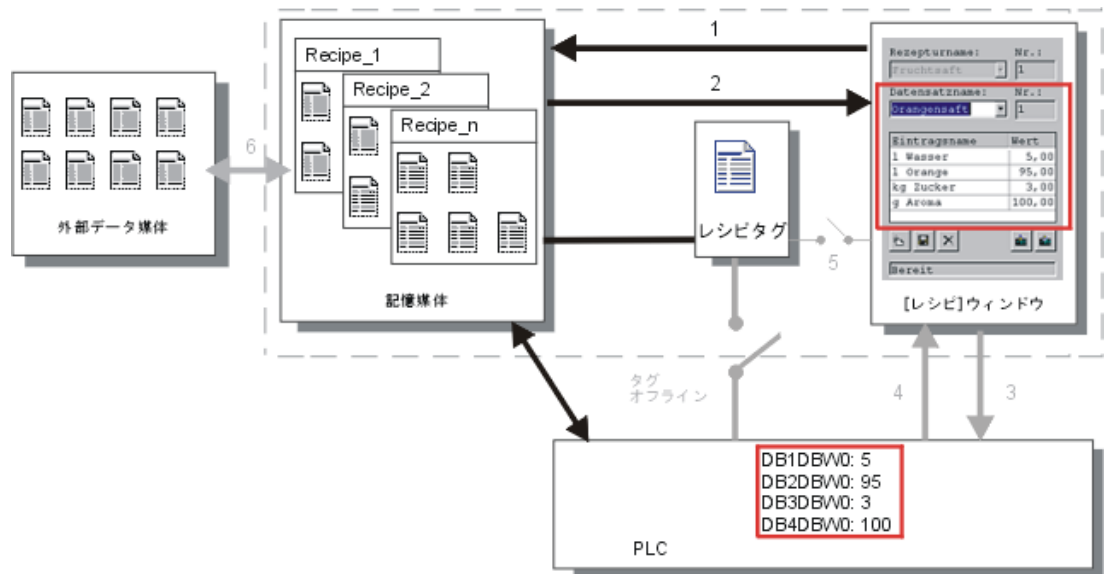 外部データ媒体
6
Recipe_1
Recipe_2
Recipe_n
記憶媒体
1
2
レシピタグ
5
Rezepturname: Nr.:
Fruchtsaft 1
Datensatzname: Nr.:
Orangensaft 1
Eintragsname Wert
l Wasser 5,00
l Orange 95,00
kg Zucker 3,00
g Aroma 100,00
Bereit
[レシピ]ウィンドウ
タグ
オフライン
4
3
DB1DBW0: 5
DB2DBW0: 95
DB3DBW0: 3
DB4DBW0: 100
PLC